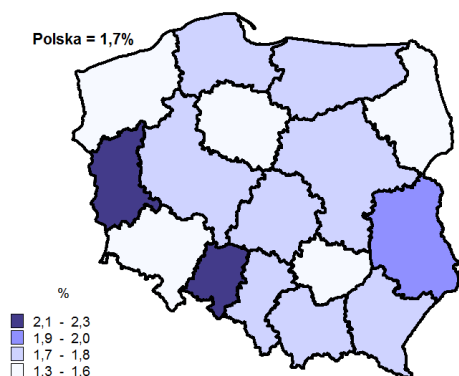 Polska = 1,7%
%
2,1 - 2,3
1,9 - 2,0
1,7 - 1,8
1,3 - 1,6